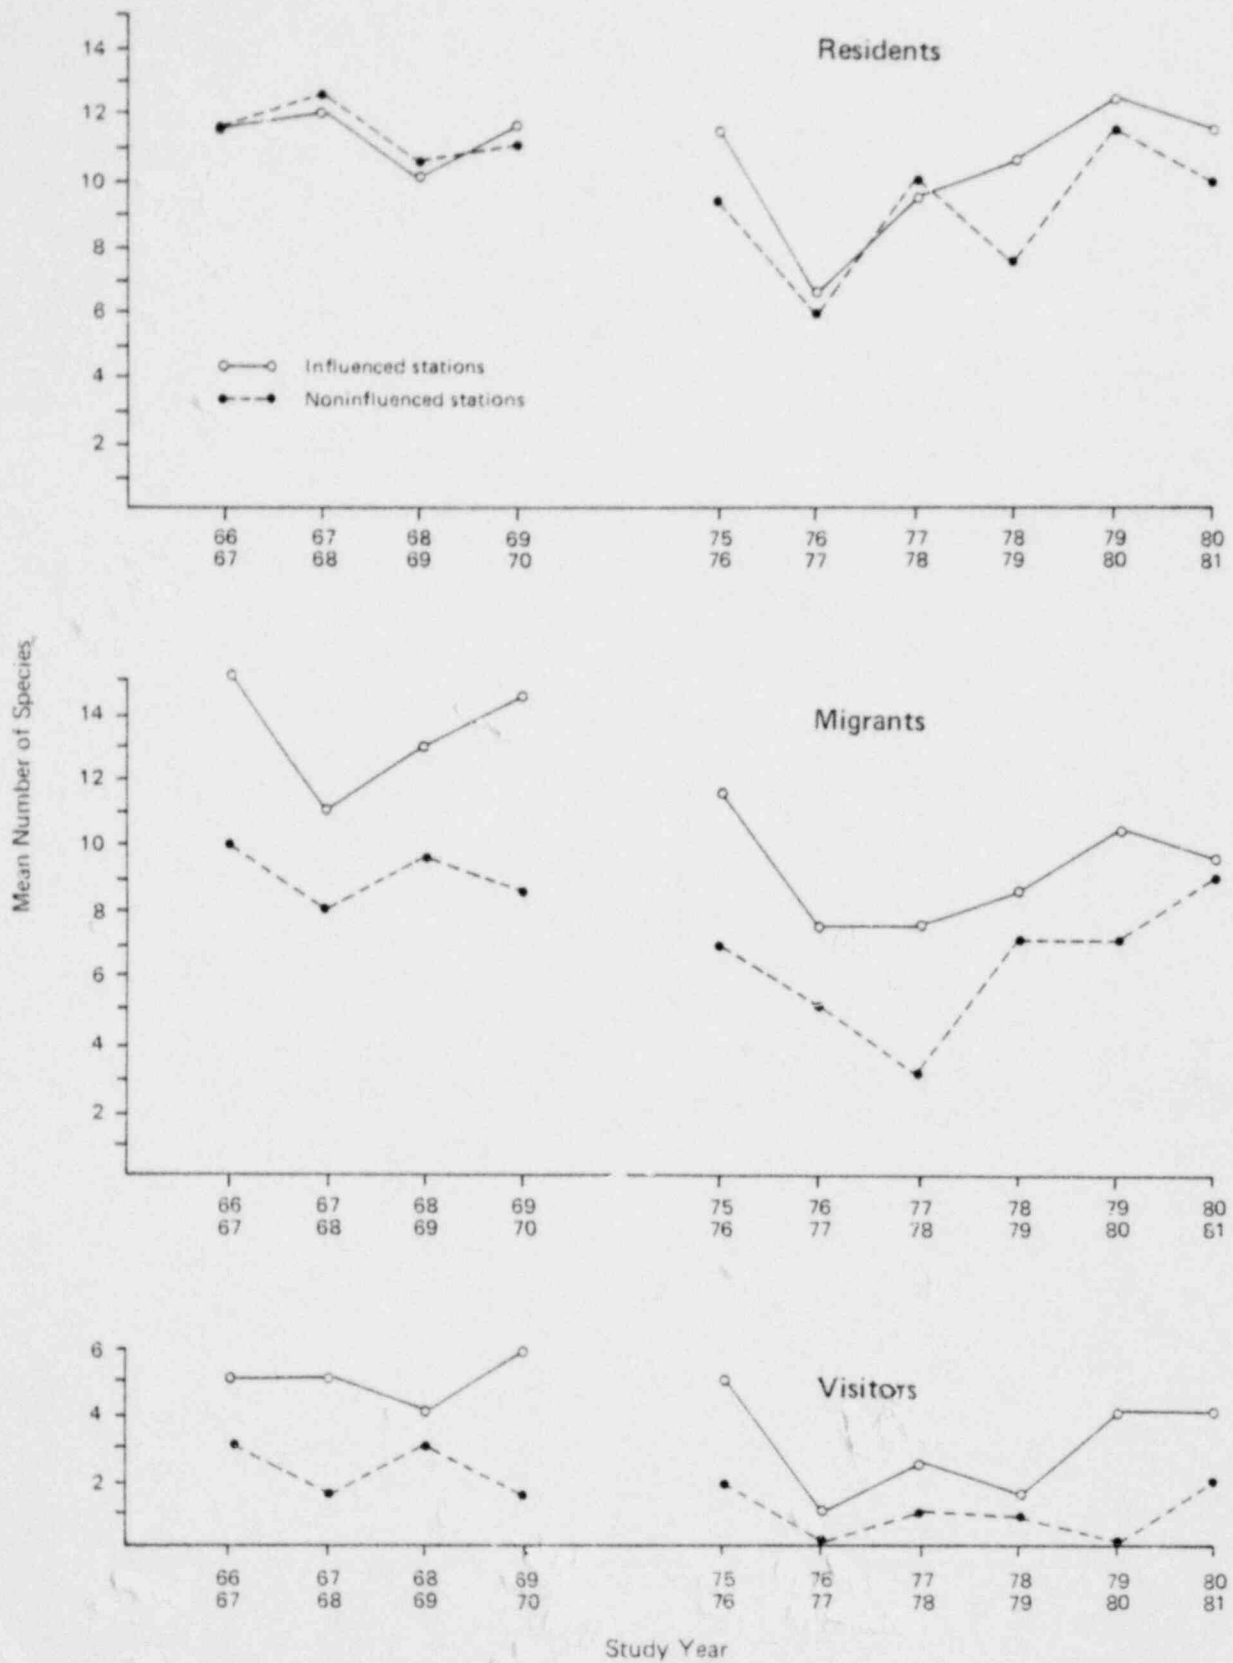 Mean Number of Species
Residents
14
12
10
8
6
4
2
Influenced stations
Noninfluenced stations
66 67 68 69 75 76 77 78 79 80
67 68 69 70 76 77 78 79 80 81
Migrants
14
12
10
8
6
4
2
66 67 68 69 75 76 77 78 79 80
67 68 69 70 76 77 78 79 80 81
Visitors
6
4
2
66 67 68 69 75 76 77 78 79 80
67 68 69 70 76 77 78 79 80 81
Study Year